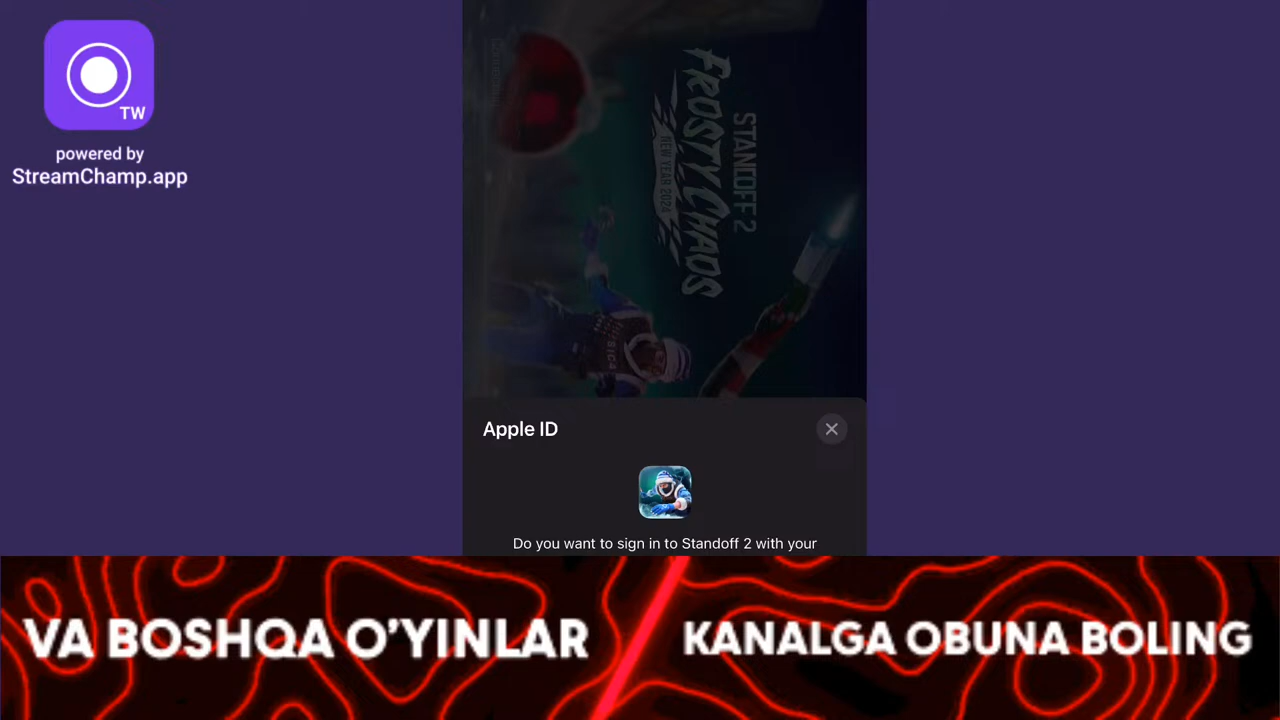 TW
powered by
StreamChamp.app
STANDOFF 2
FROSTY CHAOS
NEW YEAR 2024
Apple ID
Do you want to sign in to Standoff 2 with your
VA BOSHQA O'YINLAR
KANALGA OBUNA BOLING